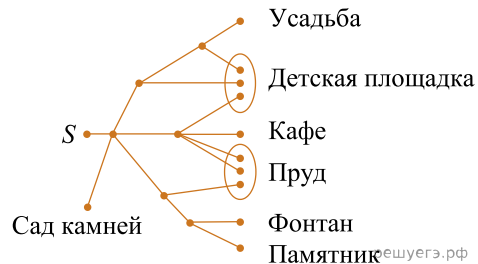 Усадьба
Детская площадка
S
Кафе
Пруд
Сад камней
Фонтан
Памятник
решуегэ.рф